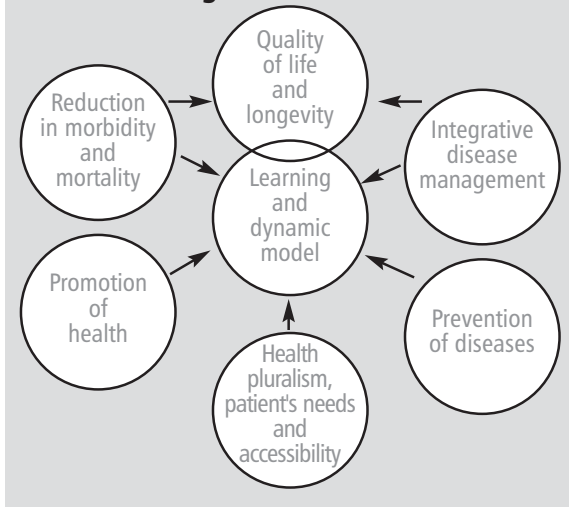 Quality
of life
and
longevity
Reduction
in morbidity
and
mortality
Integrative
disease
management
Learning
and
dynamic
model
Promotion
of
health
Prevention
of diseases
Health
pluralism,
patient's needs
and
accessibility